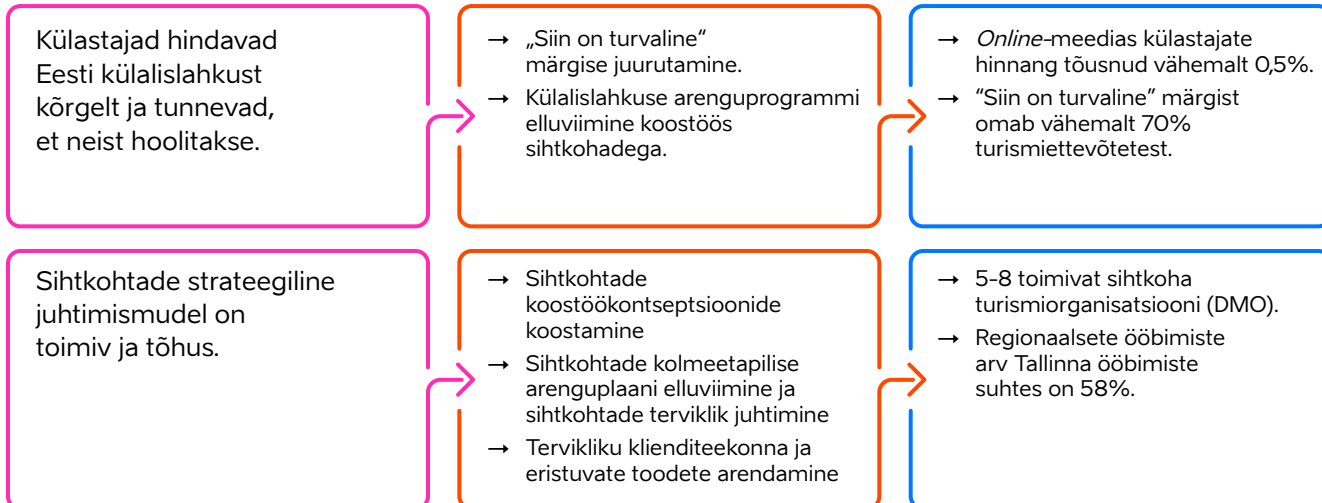 Külastajad hindavad
Eesti külalislahkust
kõrgelt ja tunnevad,
et neist hoolitakse.
→ „Siin on turvaline“
märgise juurutamine.
→ Külalislahkuse arenguprogrammi
elluviimine koostöös
sihtkohadega.
→ Online-meedias külastajate
hinnang tõusnud vähemalt 0,5%.
→ “Siin on turvaline” märgist
omab vähemalt 70%
turismiettevõtetest.
Sihtkohtade strateegiline
juhtimismudel on
toimiv ja tõhus.
→ Sihtkohtade
koostöökontseptsioonide
koostamine
→ Sihtkohtade kolmeetapilise
arenguplaani elluviimine ja
sihtkohtade terviklik juhtimine
→ Tervikliku klienditeekonna ja
eristuvate toodete arendamine
→ 5-8 toimivat sihtkoha
turismiorganisatsiooni (DMO).
→ Regionaalsete ööbimiste
arv Tallinna ööbimiste
suhtes on 58%.